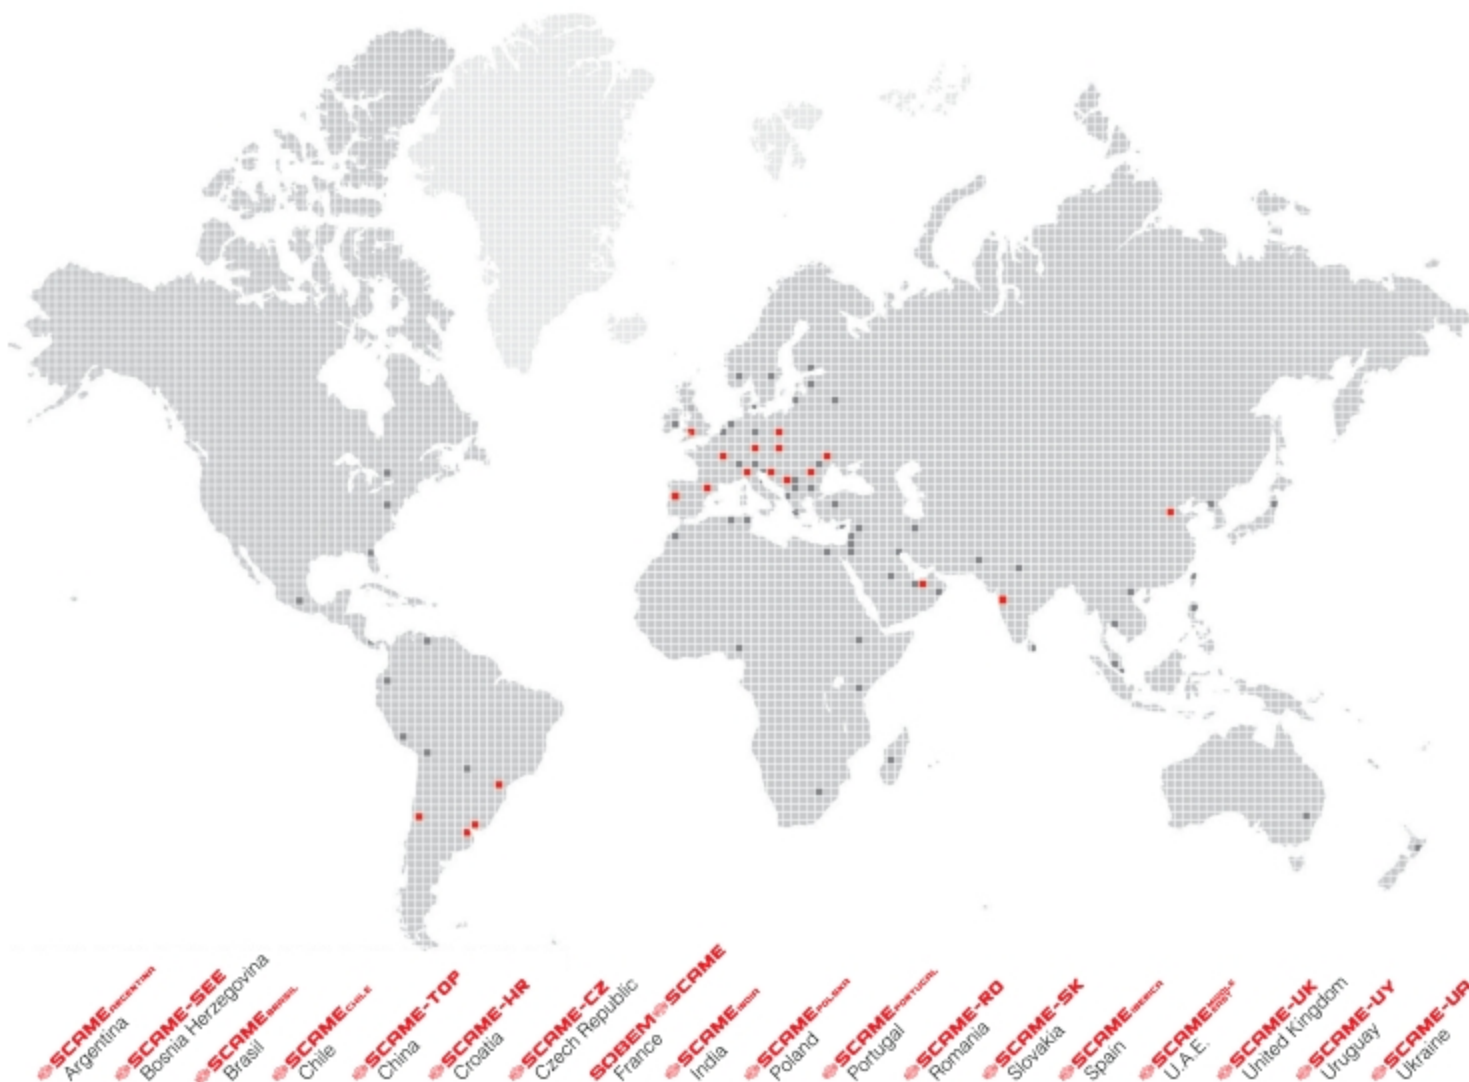 SCAME ARGENTINA
Argentina
SCAME-SEE
Bosnia Herzegovina
SCAME BRASIL
Brasil
SCAME CHILE
Chile
SCAME-TOP
China
SCAME-HR
Croatia
SCAME-CZ
Czech Republic
SOBEM SCAME
France
SCAME INDIA
India
SCAME POLSKA
Poland
SCAME PORTUGAL
Portugal
SCAME-RO
Romania
SCAME-SK
Slovakia
SCAME IBERICA
Spain
SCAME MIDDLE EAST
U.A.E.
SCAME-UK
United Kingdom
SCAME-UY
Uruguay
SCAME-UA
Ukraine